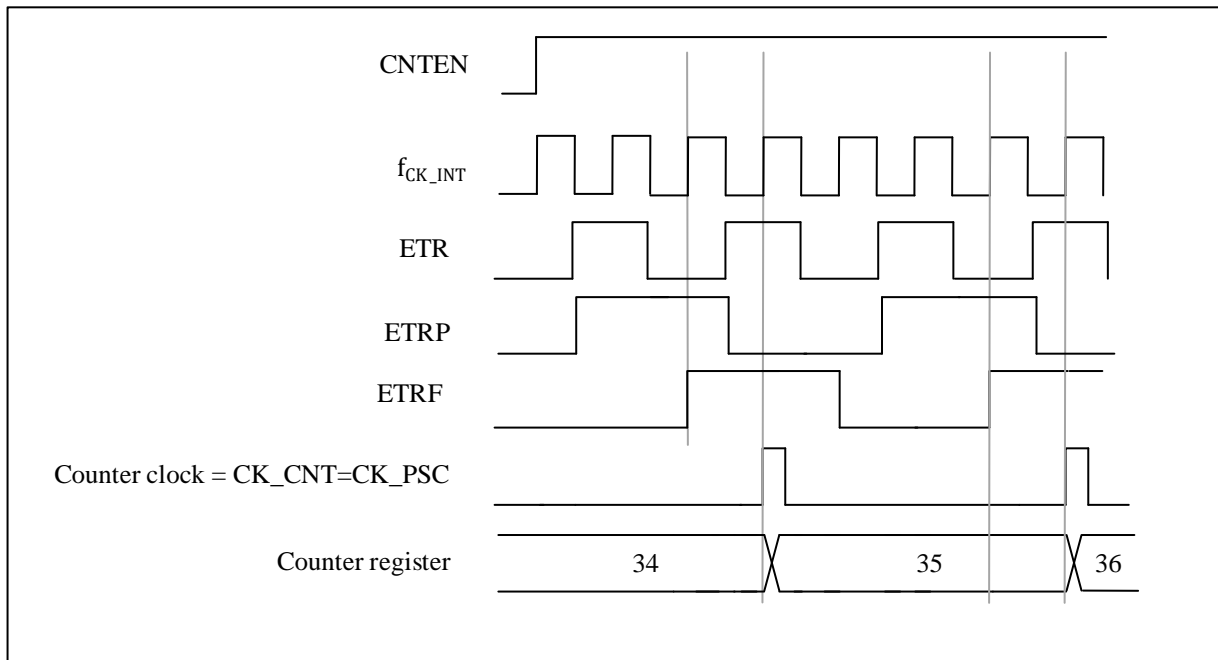 CNTEN
fCK_INT
ETR
ETRP
ETRF
Counter clock = CK_CNT=CK_PSC
Counter register
34
35
36